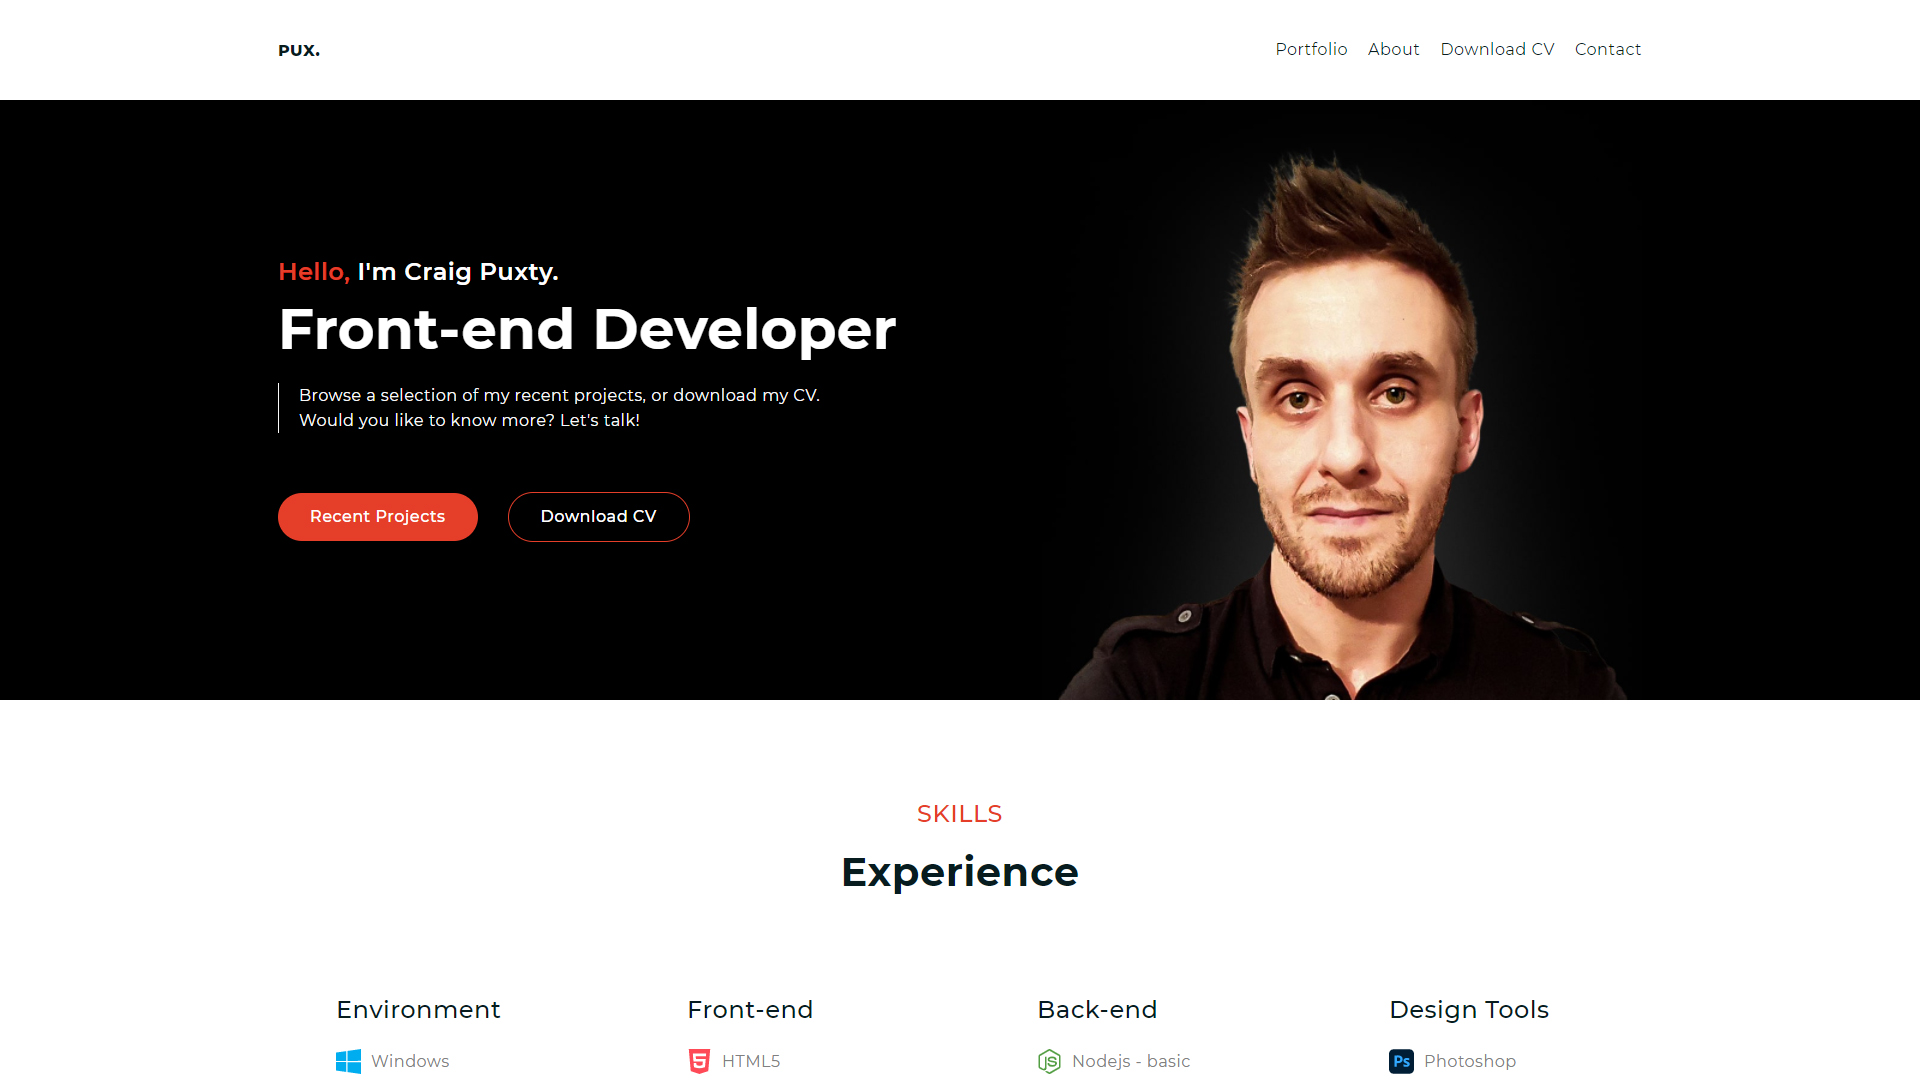 PUX.
Portfolio About Download CV Contact
Hello, I'm Craig Puxty.
Front-end Developer
Browse a selection of my recent projects, or download my CV.
Would you like to know more? Let's talk!
Recent Projects Download CV
SKILLS
Experience
Environment Front-end Back-end Design Tools
Windows HTML5 Nodejs - basic Ps Photoshop